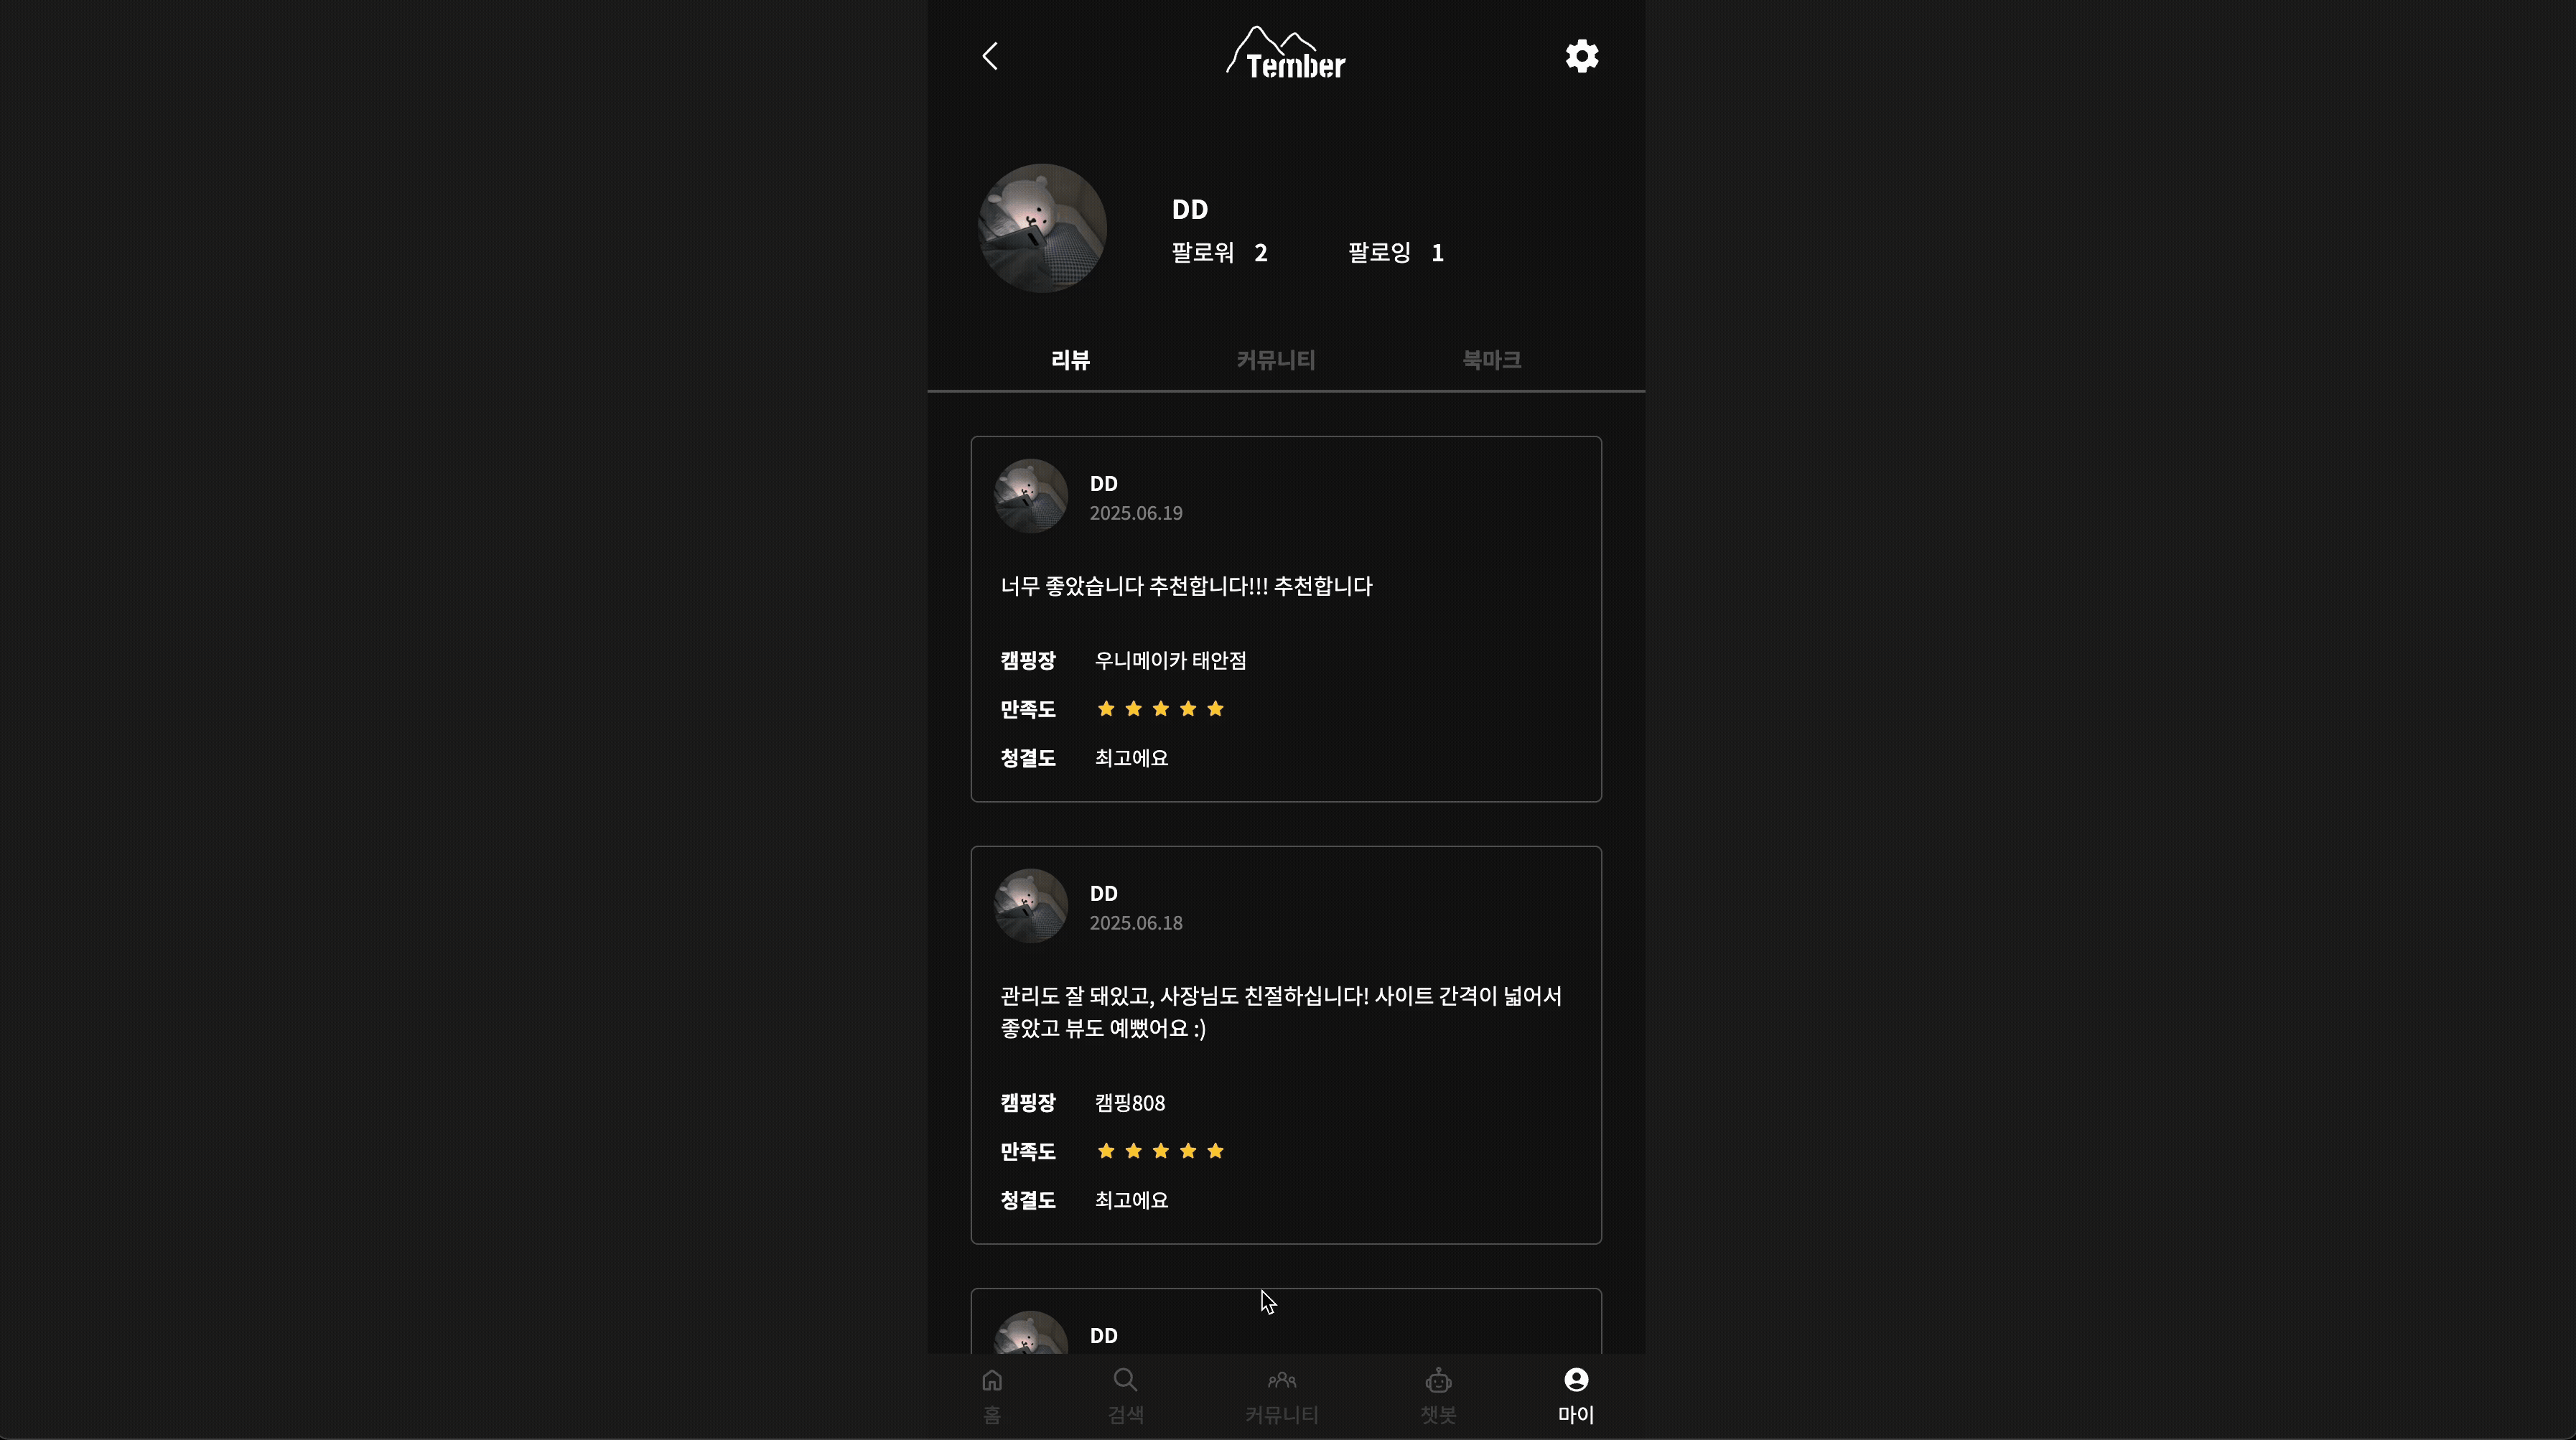 Tember
DD
팔로워 2 팔로잉 1
리뷰 커뮤니티 북마크
DD
2025.06.19
너무 좋았습니다 추천합니다!!! 추천합니다
캠핑장 우니메이카 태안점
만족도
청결도 최고에요
DD
2025.06.18
관리도 잘 돼있고, 사장님도 친절하십니다! 사이트 간격이 넓어서
좋았고 뷰도 예뻤어요 :)
캠핑장 캠핑808
만족도
청결도 최고에요
DD
홈 검색 커뮤니티 챗봇 마이